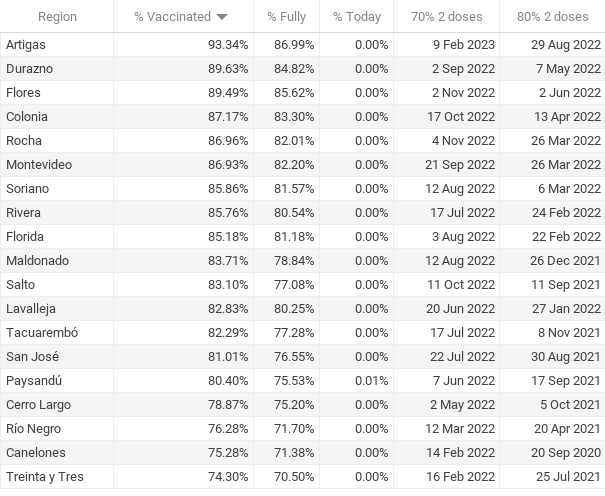 Region % Vaccinated % Fully % Today 70% 2 doses 80% 2 doses
Artigas 93.34% 86.99% 0.00% 9 Feb 2023 29 Aug 2022
Durazno 89.63% 84.82% 0.00% 2 Sep 2022 7 May 2022
Flores 89.49% 85.62% 0.00% 2 Nov 2022 2 Jun 2022
Colonia 87.17% 83.30% 0.00% 17 Oct 2022 13 Apr 2022
Rocha 86.96% 82.01% 0.00% 4 Nov 2022 26 Mar 2022
Montevideo 86.93% 82.20% 0.00% 21 Sep 2022 26 Mar 2022
Soriano 85.86% 81.57% 0.00% 12 Aug 2022 6 Mar 2022
Rivera 85.76% 80.54% 0.00% 17 Jul 2022 24 Feb 2022
Florida 85.18% 81.18% 0.00% 3 Aug 2022 22 Feb 2022
Maldonado 83.71% 78.84% 0.00% 12 Aug 2022 26 Dec 2021
Salto 83.10% 77.08% 0.00% 11 Oct 2022 11 Sep 2021
Lavalleja 82.83% 80.25% 0.00% 20 Jun 2022 27 Jan 2022
Tacuarembó 82.29% 77.28% 0.00% 17 Jul 2022 8 Nov 2021
San José 81.01% 76.55% 0.00% 22 Jul 2022 30 Aug 2021
Paysandú 80.40% 75.53% 0.01% 7 Jun 2022 17 Sep 2021
Cerro Largo 78.87% 75.20% 0.00% 2 May 2022 5 Oct 2021
Río Negro 76.28% 71.70% 0.00% 12 Mar 2022 20 Apr 2021
Canelones 75.28% 71.38% 0.00% 14 Feb 2022 20 Sep 2020
Treinta y Tres 74.30% 70.50% 0.00% 16 Feb 2022 25 Jul 2021